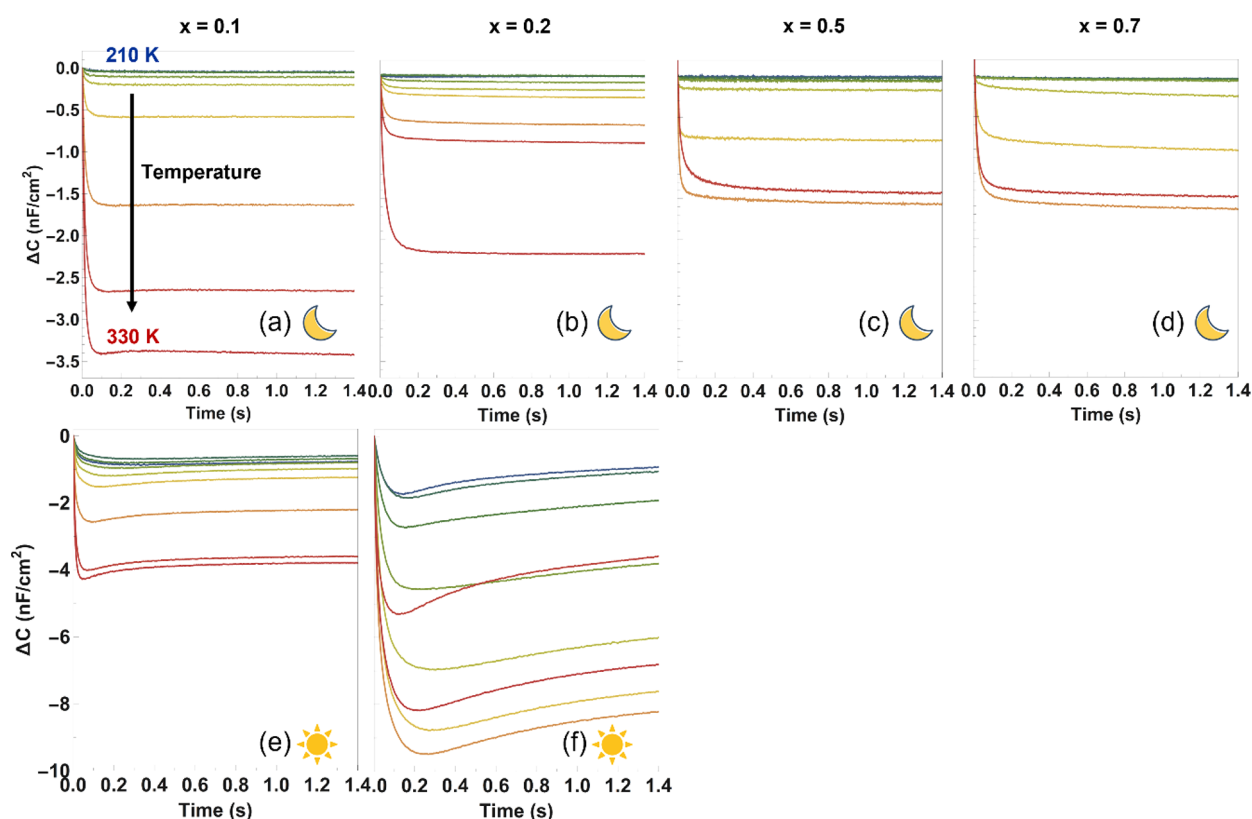 x = 0.1 x = 0.2 x = 0.5 x = 0.7
210 K
Temperature
330 K
ΔC (nF/cm²)
0.0
−0.5
−1.0
−1.5
−2.0
−2.5
−3.0
−3.5
(a) (b) (c) (d)
0.0 0.2 0.4 0.6 0.8 1.0 1.2 1.4
0.0 0.2 0.4 0.6 0.8 1.0 1.2 1.4
0.0 0.2 0.4 0.6 0.8 1.0 1.2 1.4
0.0 0.2 0.4 0.6 0.8 1.0 1.2 1.4
Time (s) Time (s) Time (s) Time (s)
ΔC (nF/cm²)
0
−2
−4
−6
−8
−10
(e) (f)
0.0 0.2 0.4 0.6 0.8 1.0 1.2 1.4
0.2 0.4 0.6 0.8 1.0 1.2 1.4
Time (s) Time (s)